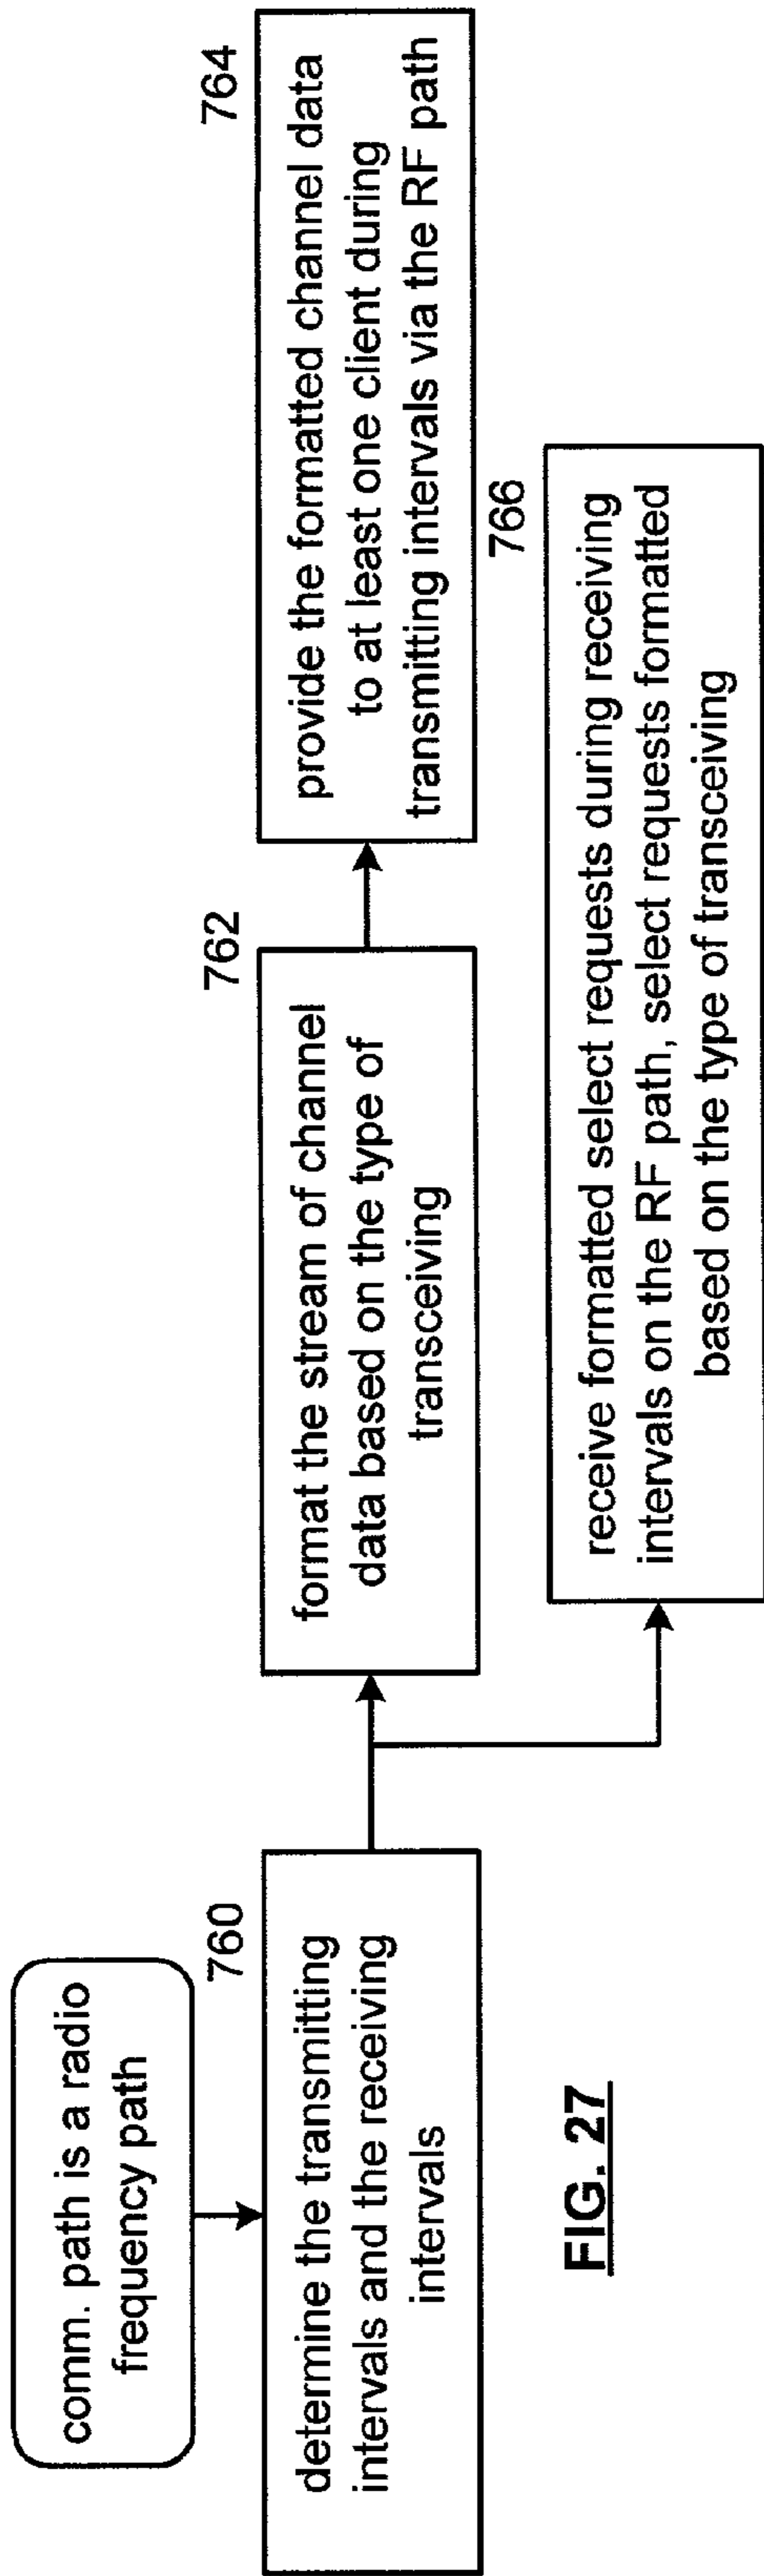 comm. path is a radio
frequency path
760
determine the transmitting
intervals and the receiving
intervals
762
format the stream of channel
data based on the type of
transceiving
764
provide the formatted channel data
to at least one client during
transmitting intervals via the RF path
766
receive formatted select requests during receiving
intervals on the RF path, select requests formatted
based on the type of transceiving
FIG. 27